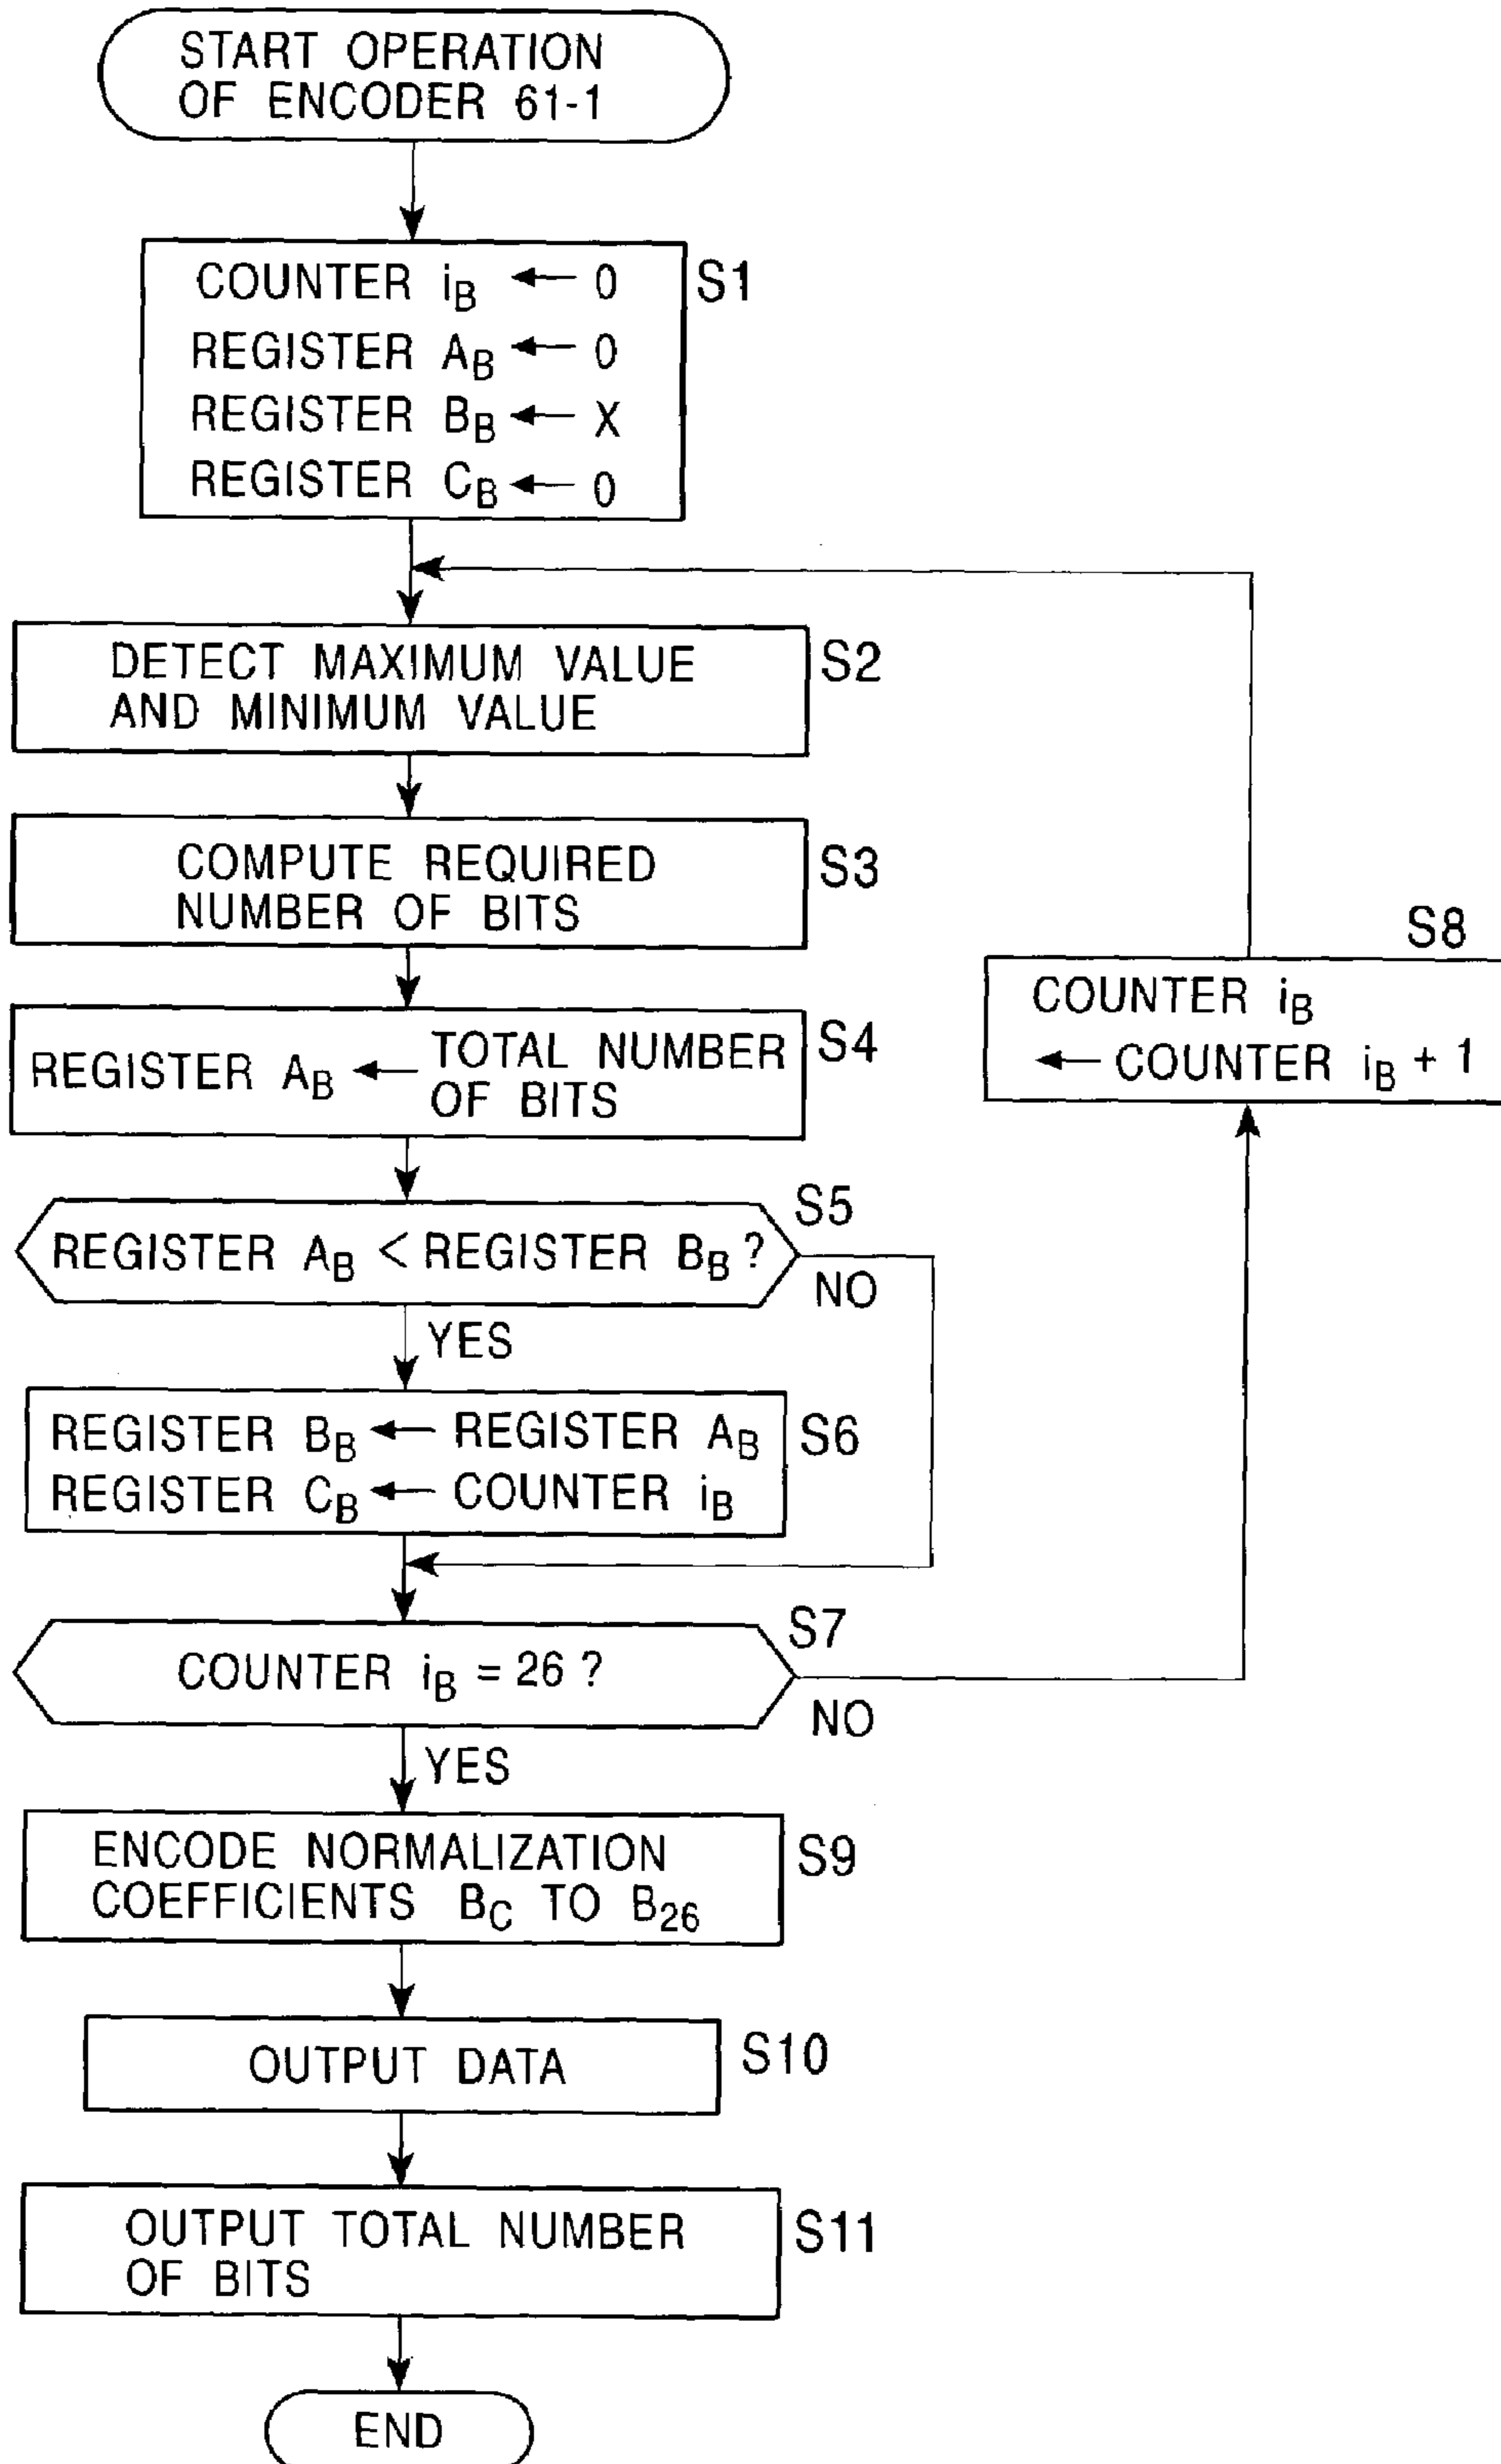 START OPERATION
OF ENCODER 61-1
COUNTER iB ← 0
S1
REGISTER AB ← 0
REGISTER BB ← X
REGISTER CB ← 0
DETECT MAXIMUM VALUE
AND MINIMUM VALUE
S2
COMPUTE REQUIRED
NUMBER OF BITS
S3
REGISTER AB ← TOTAL NUMBER
OF BITS
S4
S5
REGISTER AB < REGISTER BB ?
NO
YES
REGISTER BB ← REGISTER AB
REGISTER CB ← COUNTER iB
S6
S7
COUNTER iB = 26 ?
NO
YES
S8
COUNTER iB
← COUNTER iB + 1
ENCODE NORMALIZATION
COEFFICIENTS BC TO B26
S9
OUTPUT DATA
S10
OUTPUT TOTAL NUMBER
OF BITS
S11
END